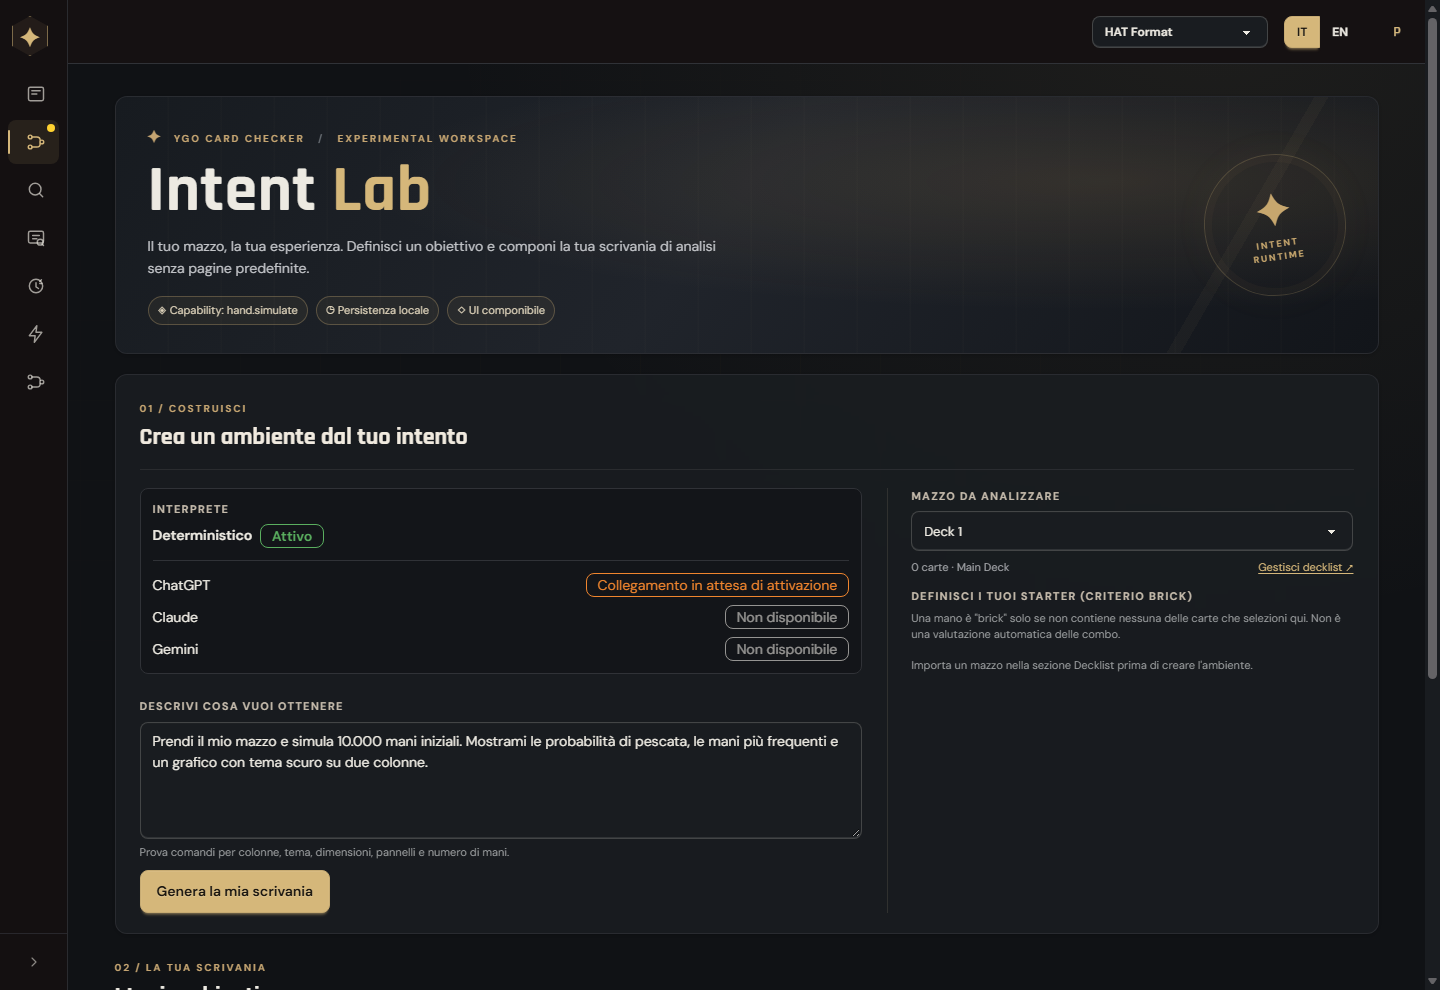 HAT Format
IT
EN
P
YGO CARD CHECKER / EXPERIMENTAL WORKSPACE
Intent Lab
Il tuo mazzo, la tua esperienza. Definisci un obiettivo e componi la tua scrivania di analisi
senza pagine predefinite.
Capability: hand.simulate
Persistenza locale
UI componibile
INTENT
RUNTIME
01 / COSTRUISCI
Crea un ambiente dal tuo intento
INTERPRETE
Deterministico Attivo
ChatGPT Collegamento in attesa di attivazione
Claude Non disponibile
Gemini Non disponibile
DESCRIVI COSA VUOI OTTENERE
Prendi il mio mazzo e simula 10.000 mani iniziali. Mostrami le probabilità di pescata, le mani più frequenti e
un grafico con tema scuro su due colonne.
Prova comandi per colonne, tema, dimensioni, pannelli e numero di mani.
Genera la mia scrivania
MAZZO DA ANALIZZARE
Deck 1
0 carte · Main Deck
Gestisci decklist ↗
DEFINISCI I TUOI STARTER (CRITERIO BRICK)
Una mano è "brick" solo se non contiene nessuna delle carte che selezioni qui. Non è
una valutazione automatica delle combo.
Importa un mazzo nella sezione Decklist prima di creare l'ambiente.
02 / LA TUA SCRIVANIA